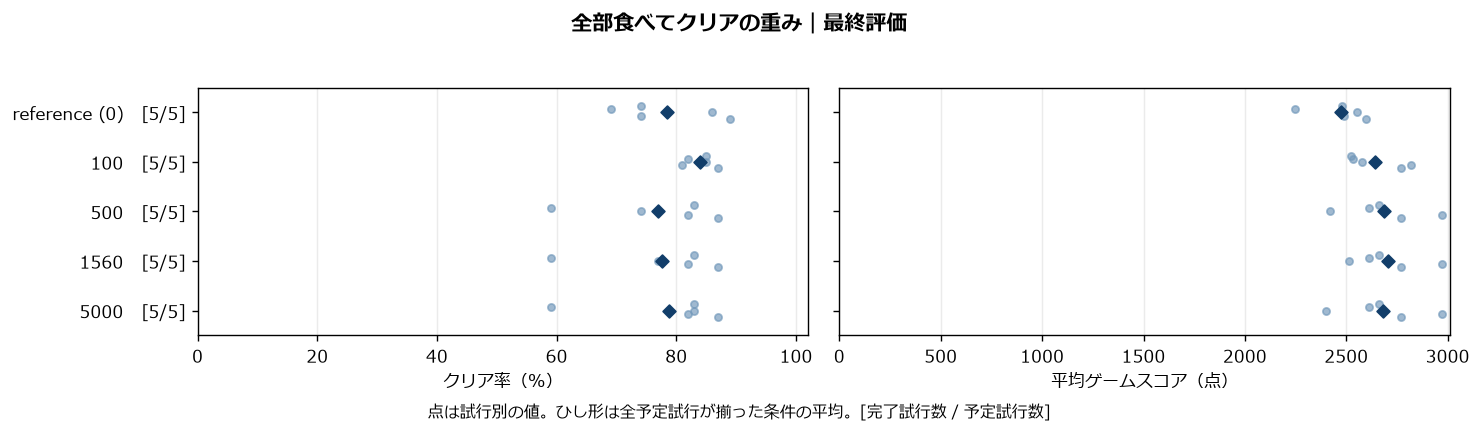 全部食べてクリアの重み｜最終評価
reference (0) [5/5]
100 [5/5]
500 [5/5]
1560 [5/5]
5000 [5/5]
0 20 40 60 80 100
クリア率（%）
0 500 1000 1500 2000 2500 3000
平均ゲームスコア（点）
点は試行別の値。ひし形は全予定試行が揃った条件の平均。[完了試行数 / 予定試行数]